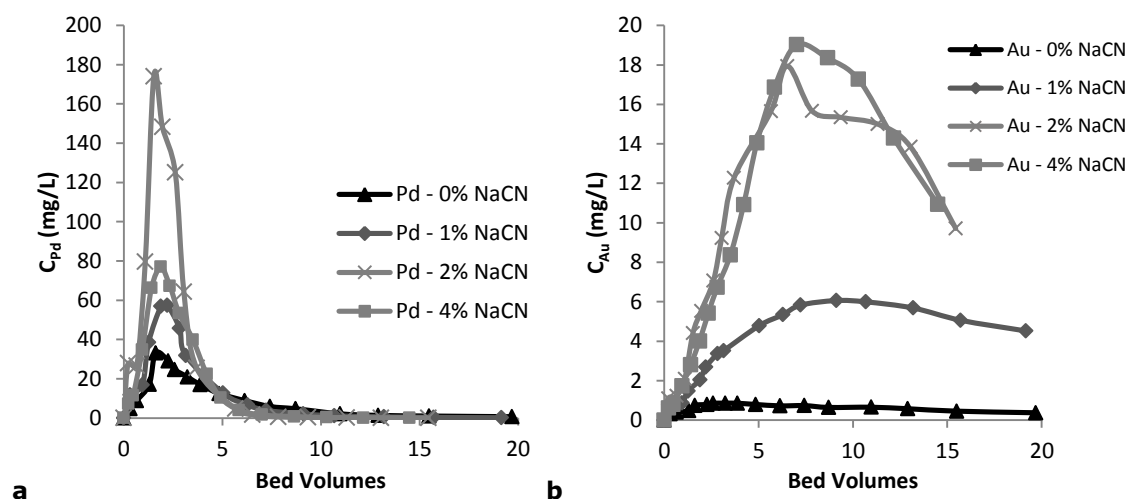 200
180
160
140
120
100
80
60
40
20
0
C_Pd (mg/L)
0 5 10 15 20
Bed Volumes
Pd - 0% NaCN
Pd - 1% NaCN
Pd - 2% NaCN
Pd - 4% NaCN
a
20
18
16
14
12
10
8
6
4
2
0
C_Au (mg/L)
0 5 10 15 20
Bed Volumes
Au - 0% NaCN
Au - 1% NaCN
Au - 2% NaCN
Au - 4% NaCN
b